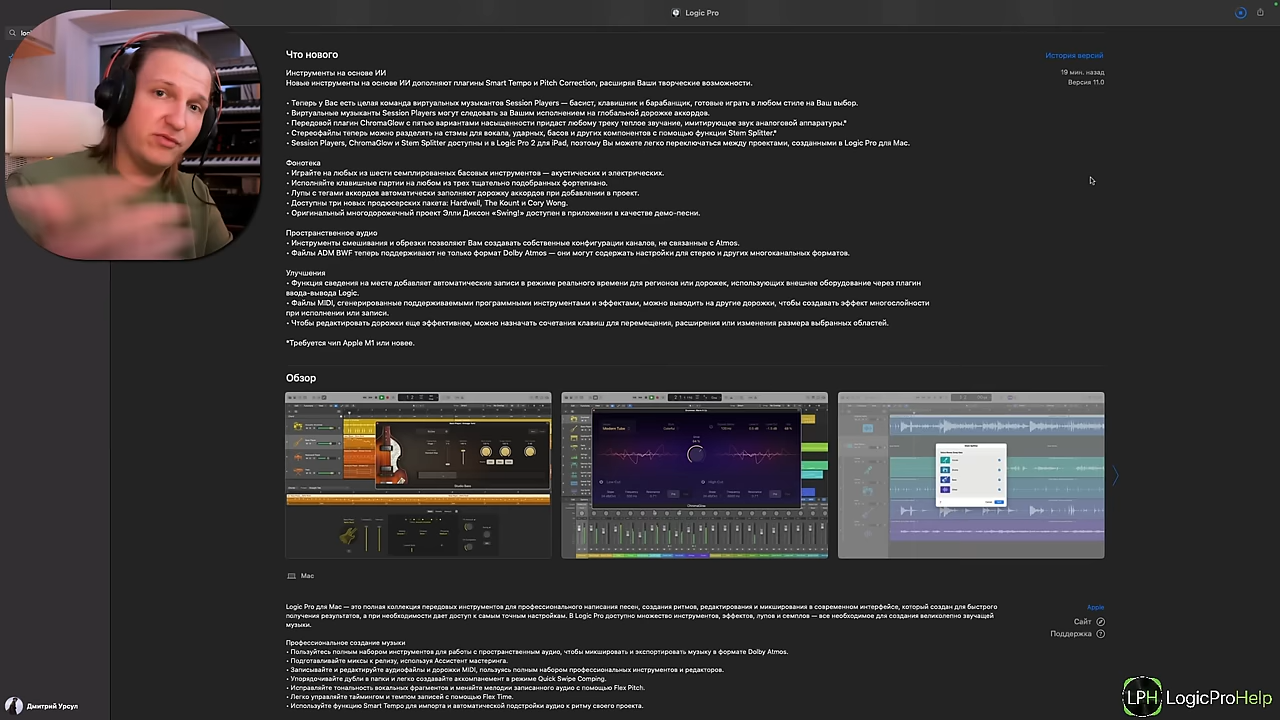 Logic Pro
Что нового
История версий
Инструменты на основе ИИ
19 мин. назад
Новые инструменты на основе ИИ дополняют плагины Smart Tempo и Pitch Correction, расширяя Ваши творческие возможности.
Версия 11.0
• Теперь у Вас есть целая команда виртуальных музыкантов Session Players — басист, клавишник и барабанщик, готовые играть в любом стиле на Ваш выбор.
• Виртуальные музыканты Session Players могут следовать за Вашим исполнением на глобальной дорожке аккордов.
• Передовой плагин ChromaGlow с пятью вариантами насыщенности придаст любому треку теплое звучание, имитирующее звук аналоговой аппаратуры.*
• Стереофайлы теперь можно разделять на стэмы для вокала, ударных, басов и других компонентов с помощью функции Stem Splitter.*
• Session Players, ChromaGlow и Stem Splitter доступны и в Logic Pro 2 для iPad, поэтому Вы можете легко переключаться между проектами, созданными в Logic Pro для Mac.
Фонотека
• Играйте на любых из шести семплированных басовых инструментов — акустических и электрических.
• Исполняйте клавишные партии на любом из трех тщательно подобранных фортепиано.
• Лупы с тегами аккордов автоматически заполняют дорожку аккордов при добавлении в проект.
• Доступны три новых продюсерских пакета: Hardwell, The Kount и Cory Wong.
• Оригинальный многодорожечный проект Элли Диксон «Swing!» доступен в приложении в качестве демо-песни.
Пространственное аудио
• Инструменты смешивания и обрезки позволяют Вам создавать собственные конфигурации каналов, не связанные с Atmos.
• Файлы ADM BWF теперь поддерживают не только формат Dolby Atmos — они могут содержать настройки для стерео и других многоканальных форматов.
Улучшения
• Функция сведения на месте добавляет автоматические записи в режиме реального времени для регионов или дорожек, использующих внешнее оборудование через плагин
ввода-вывода Logic.
• Файлы MIDI, сгенерированные поддерживаемыми программными инструментами и эффектами, можно выводить на другие дорожки, чтобы создавать эффект многослойности
при исполнении или записи.
• Чтобы редактировать дорожки еще эффективнее, можно назначать сочетания клавиш для перемещения, расширения или изменения размера выбранных областей.
*Требуется чип Apple M1 или новее.
Обзор
Mac
Logic Pro для Mac — это полная коллекция передовых инструментов для профессионального написания песен, создания ритмов, редактирования и микширования в современном интерфейсе, который создан для быстрого
получения результатов, а при необходимости дает доступ к самым точным настройкам. В Logic Pro доступно множество инструментов, эффектов, лупов и семплов — все необходимое для создания великолепно звучащей
музыки.
Apple
Сайт
Поддержка
Профессиональное создание музыки
• Пользуйтесь полным набором инструментов для работы с пространственным аудио, чтобы микшировать и экспортировать музыку в формате Dolby Atmos.
• Подготавливайте миксы к релизу, используя Ассистент мастеринга.
• Записывайте и редактируйте аудиофайлы и дорожки MIDI, пользуясь полным набором профессиональных инструментов и редакторов.
• Упорядочивайте дубли в папки и легко создавайте аккомпанемент в режиме Quick Swipe Comping.
• Исправляйте тональность вокальных фрагментов и меняйте мелодии записанного аудио с помощью Flex Pitch.
• Легко управляйте таймингом и темпом записей с помощью Flex Time.
• Используйте функцию Smart Tempo для импорта и автоматической подстройки аудио к ритму своего проекта.
Дмитрий Урсул
LPH LogicProHelp